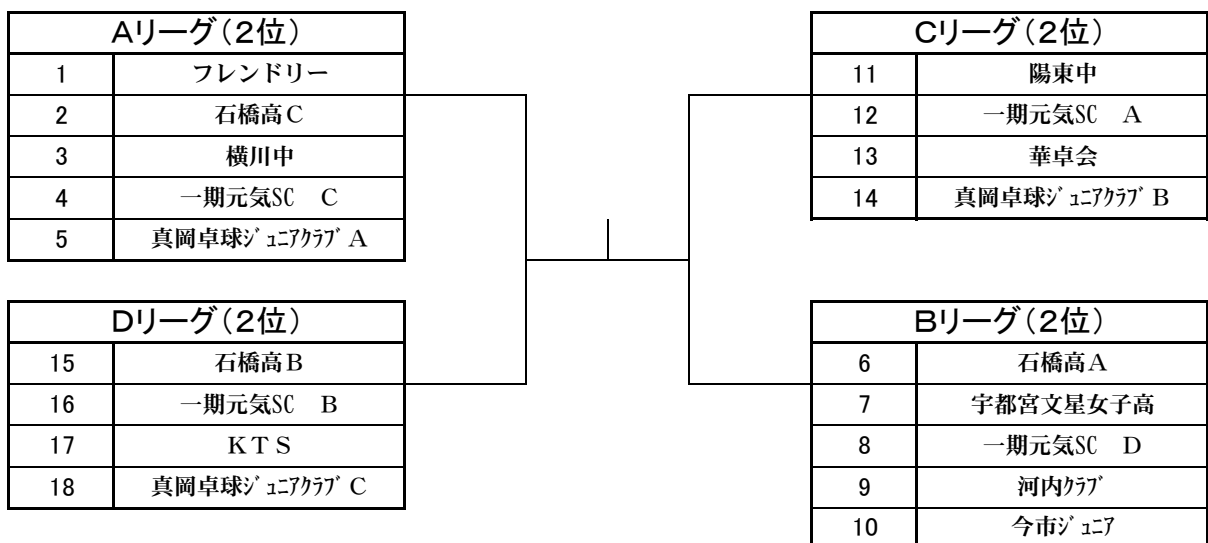 Aリーグ（2位）
1 フレンドリー
2 石橋高C
3 横川中
4 一期元気SC　C
5 真岡卓球ｼﾞｭﾆｱｸﾗﾌﾞA
Cリーグ（2位）
11 陽東中
12 一期元気SC　A
13 華卓会
14 真岡卓球ｼﾞｭﾆｱｸﾗﾌﾞB
Dリーグ（2位）
15 石橋高B
16 一期元気SC　B
17 KTS
18 真岡卓球ｼﾞｭﾆｱｸﾗﾌﾞC
Bリーグ（2位）
6 石橋高A
7 宇都宮文星女子高
8 一期元気SC　D
9 河内ｸﾗﾌﾞ
10 今市ｼﾞｭﾆｱ